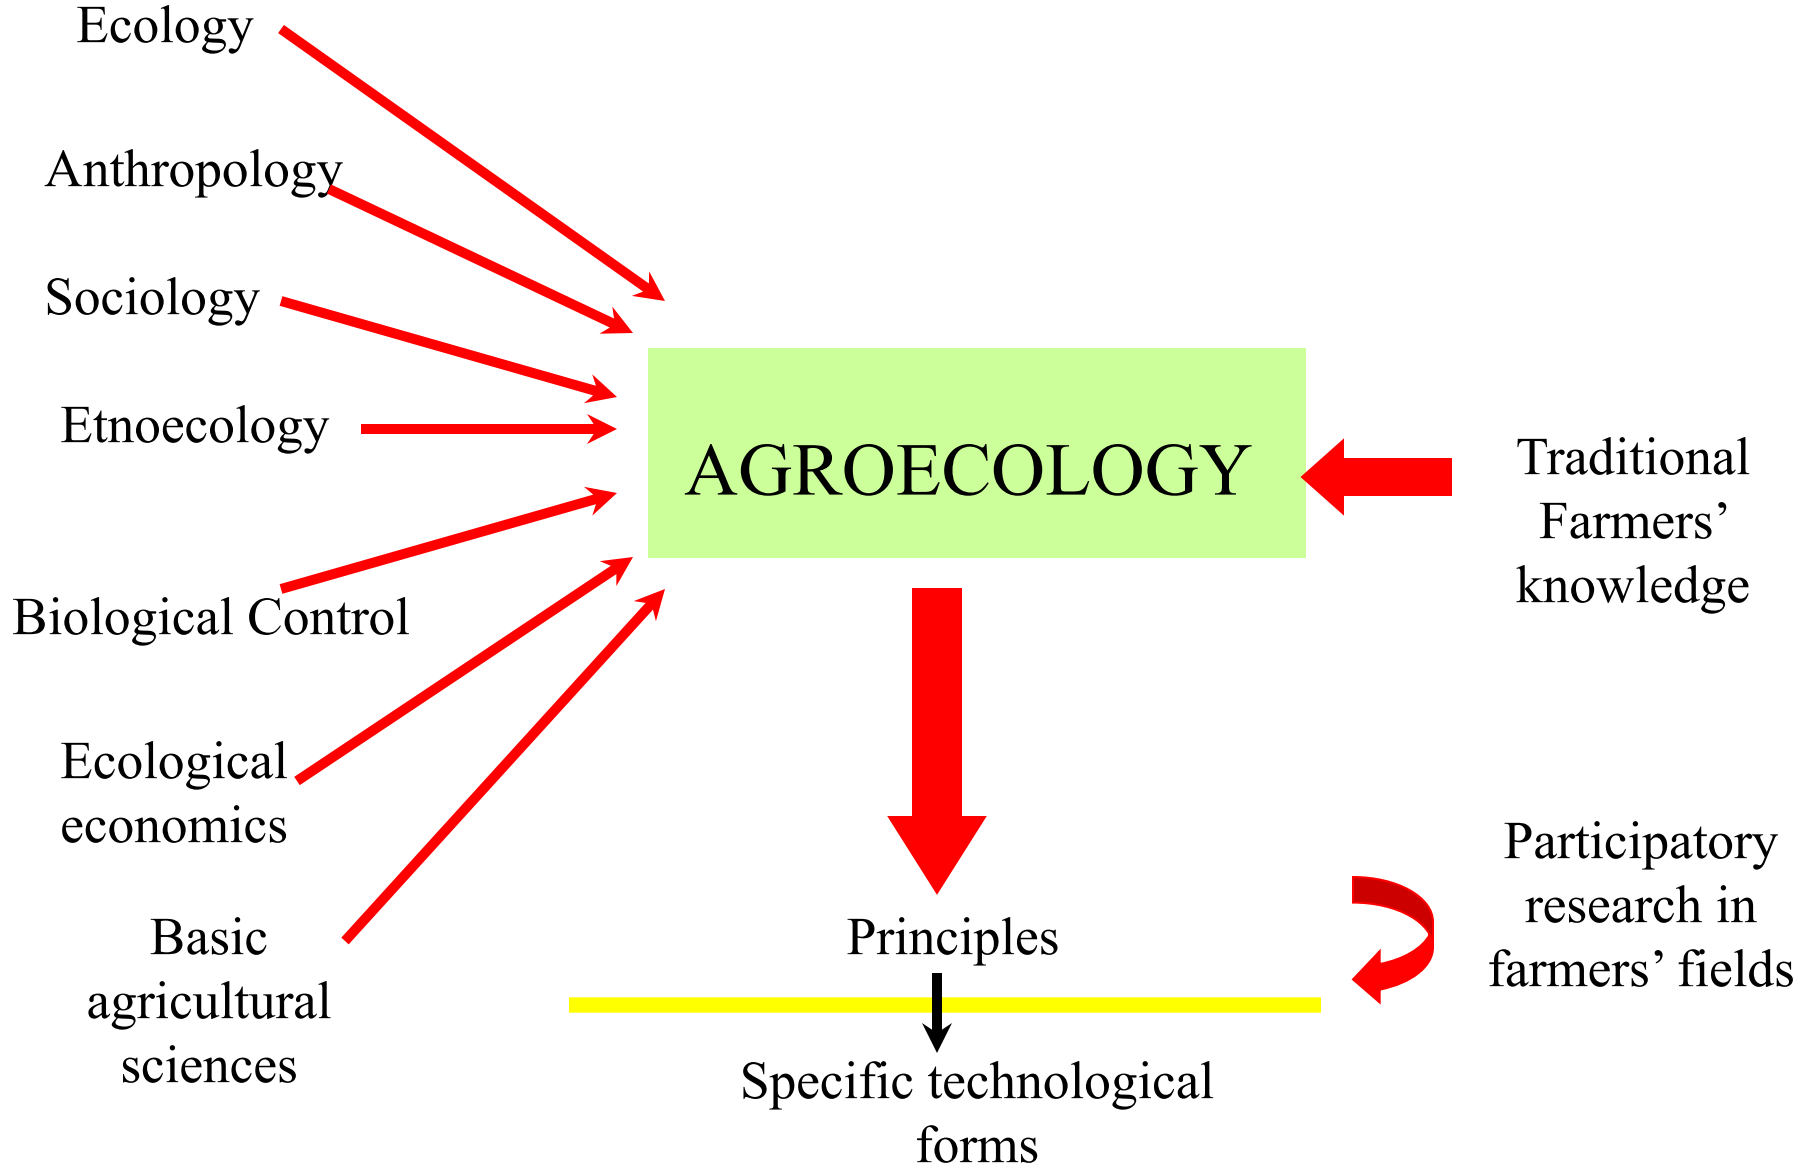 Ecology
Anthropology
Sociology
Etnoecology
Biological Control
Ecological
economics
Basic
agricultural
sciences
AGROECOLOGY
Traditional
Farmers’
knowledge
Principles
Specific technological
forms
Participatory
research in
farmers’ fields